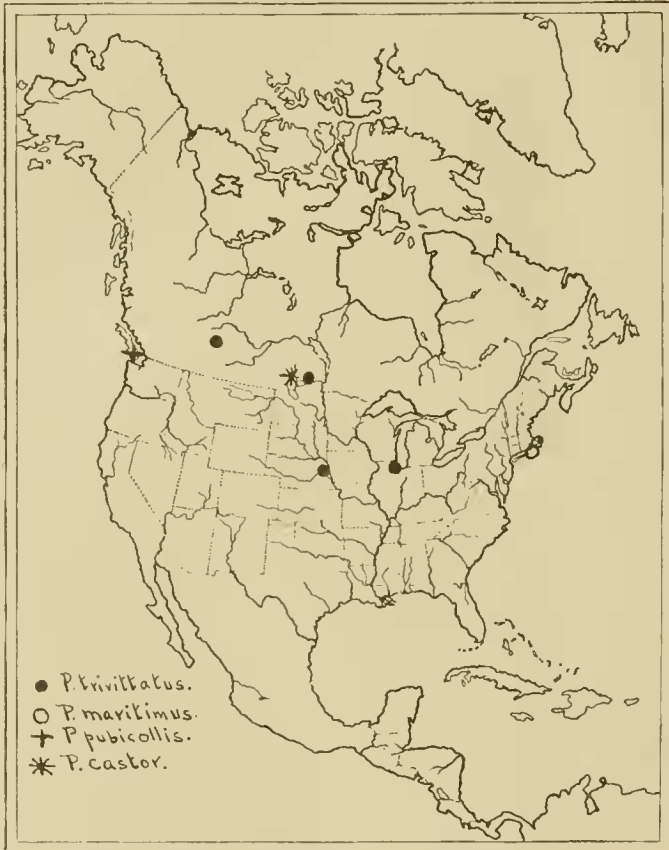 P. trivittatus.
P. maritimus.
P pubicollis.
P. castor.